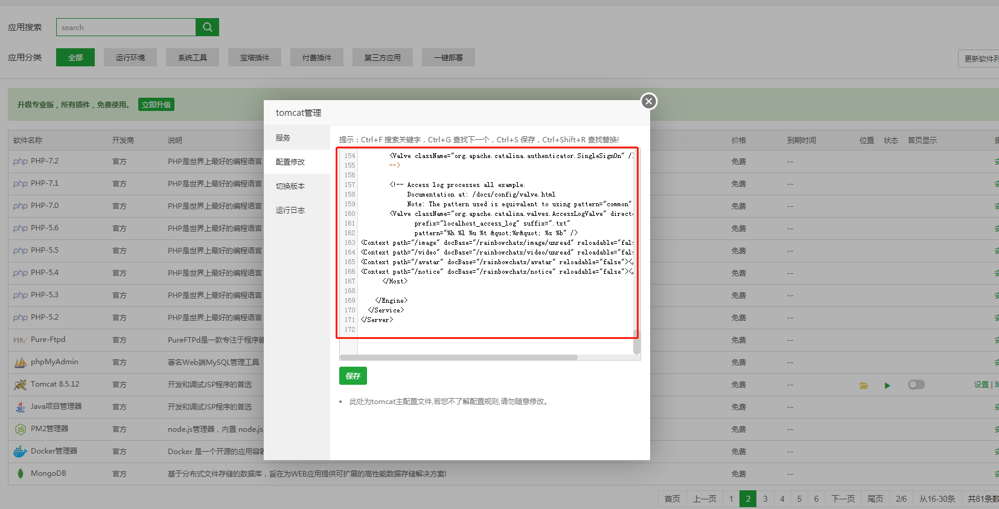 应用搜索 search
应用分类 全部 运行环境 系统工具 宝塔插件 付费插件 第三方应用 一键部署
更新软件列
升级专业版，所有插件，免费使用。 立即升级
软件名称 开发商 说明 价格 到期时间 位置 状态 首页显示
php PHP-7.2 官方 PHP是世界上最好的编程语言 免费 --
php PHP-7.1 官方 PHP是世界上最好的编程语言 免费 --
php PHP-7.0 官方 PHP是世界上最好的编程语言 免费 --
php PHP-5.6 官方 PHP是世界上最好的编程语言 免费 --
php PHP-5.5 官方 PHP是世界上最好的编程语言 免费 --
php PHP-5.4 官方 PHP是世界上最好的编程语言 免费 --
php PHP-5.3 官方 PHP是世界上最好的编程语言 免费 --
php PHP-5.2 官方 PHP是世界上最好的编程语言 免费 --
FTP Pure-Ftpd 官方 PureFTPd是一款专注于程序健 免费 --
phpMyAdmin 官方 著名Web端MySQL管理工具 免费 --
Tomcat 8.5.12 官方 开发和调试JSP程序的首选 免费 -- 设置 | 卸
Java项目管理器 官方 开发和调试JSP程序的首选 免费 --
JS PM2管理器 官方 node.js管理器，内置 node.js 免费 --
Docker管理器 官方 Docker 是一个开源的应用容器 免费 --
MongoDB 官方 基于分布式文件存储的数据库，旨在为WEB应用提供可扩展的高性能数据存储解决方案! 免费 --
首页 上一页 1 2 3 4 5 6 下一页 尾页 2/6 从16-30条 共81条数
tomcat管理
服务
配置修改
切换版本
运行日志
提示：Ctrl+F 搜索关键字，Ctrl+G 查找下一个，Ctrl+S 保存，Ctrl+Shift+R 查找替换!
154 <Valve className="org.apache.catalina.authenticator.SingleSignOn" /
155 -->
156
157 <!-- Access log processes all example.
158 Documentation at: /docs/config/valve.html
159 Note: The pattern used is equivalent to using pattern="common"
160 <Valve className="org.apache.catalina.valves.AccessLogValve" direct
161 prefix="localhost_access_log" suffix=".txt"
162 pattern="%h %l %u %t &quot;%r&quot; %s %b" />
163 <Context path="/image" docBase="/rainbowchatx/image/unread" reloadable="fal
164 <Context path="/video" docBase="/rainbowchatx/video/unread" reloadable="fal
165 <Context path="/avatar" docBase="/rainbowchatx/avatar" reloadable="false"><
166 <Context path="/notice" docBase="/rainbowchatx/notice" reloadable="false"><
167 </Host>
168
169 </Engine>
170 </Service>
171 </Server>
172
保存
此处为tomcat主配置文件,若您不了解配置规则,请勿随意修改。